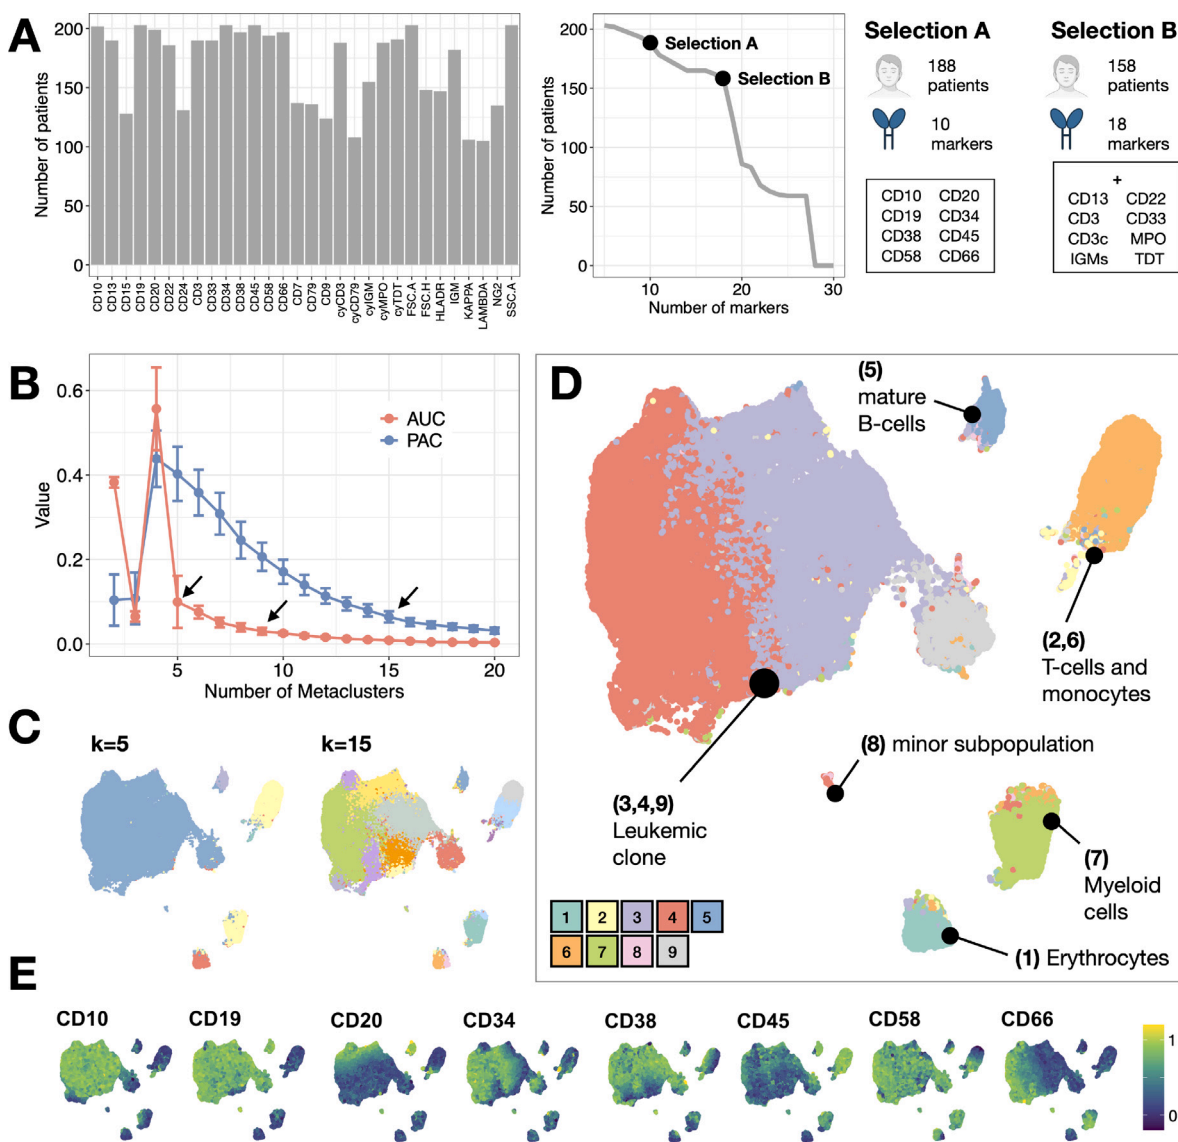 A
Number of patients
200
150
100
50
0
CD10
CD13
CD15
CD19
CD20
CD22
CD24
CD3
CD33
CD34
CD38
CD45
CD58
CD66
CD7
CD79
CD9
cyCD3
cyCD79
cyIGM
cyMPO
cyTDT
FSC.A
FSC.H
HLADR
IGM
KAPPA
LAMBDA
NG2
SSC.A
Number of patients
200
150
100
50
0
Selection A
Selection B
10
20
30
Number of markers
Selection A
188
patients
10
markers
CD10 CD20
CD19 CD34
CD38 CD45
CD58 CD66
Selection B
158
patients
18
markers
+
CD13 CD22
CD3 CD33
CD3c MPO
IGMs TDT
B
Value
0.6
0.4
0.2
0.0
AUC
PAC
5
10
15
20
Number of Metaclusters
C
k=5
k=15
D
(5)
mature
B-cells
(2,6)
T-cells and
monocytes
(8) minor subpopulation
(3,4,9)
Leukemic
clone
(7)
Myeloid
cells
(1) Erythrocytes
1 2 3 4 5
6 7 8 9
E
CD10
CD19
CD20
CD34
CD38
CD45
CD58
CD66
1
0